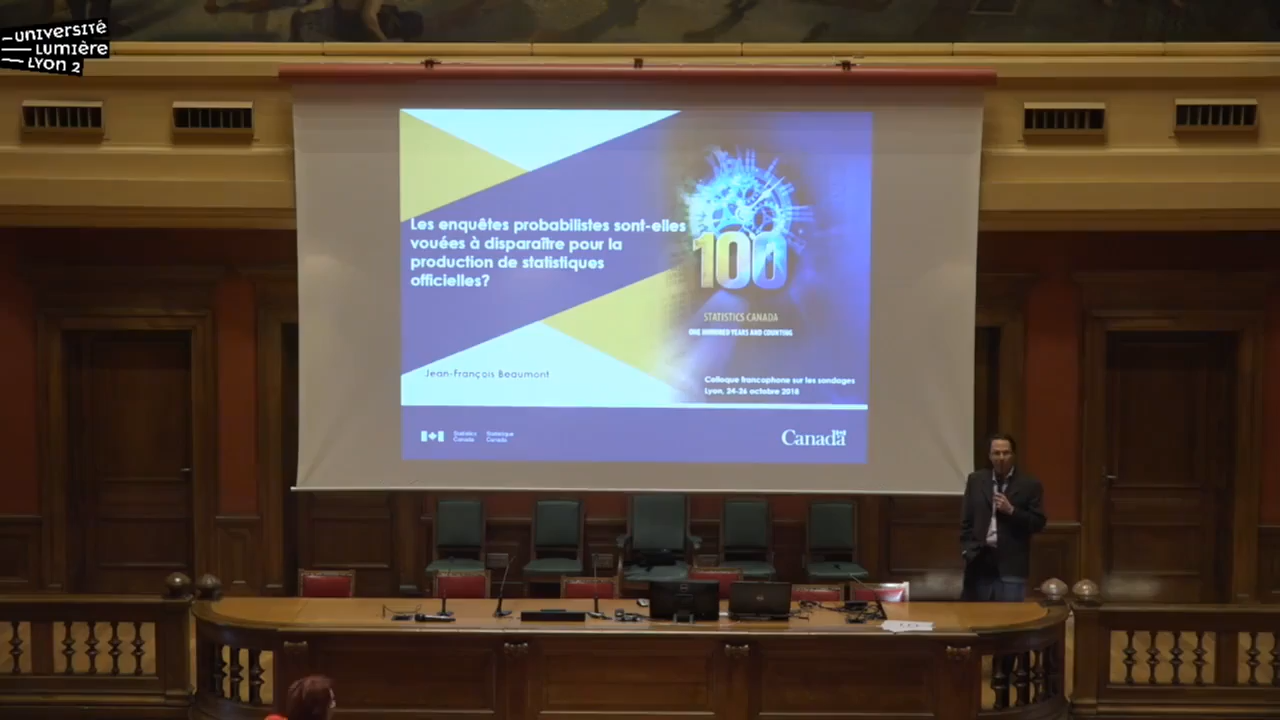 université
Lumière
Lyon 2
Les enquêtes probabilistes sont-elles
vouées à disparaître pour la
production de statistiques
officielles?
100
STATISTICS CANADA
ONE HUNDRED YEARS AND COUNTING
Jean-François Beaumont
Colloque francophone sur les sondages
Lyon, 24-26 octobre 2018
Statistics Statistique
Canada Canada
Canada